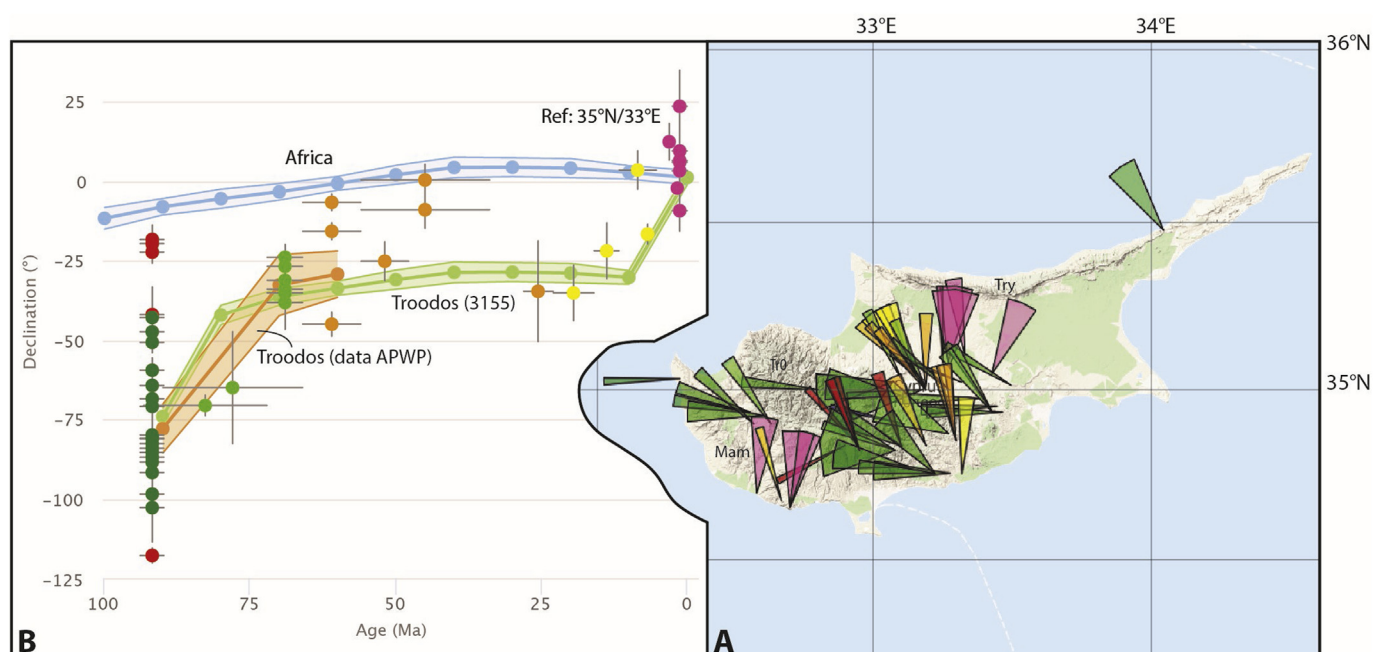 33°E
34°E
36°N
25
Ref: 35°N/33°E
Africa
0
-25
Troodos (3155)
-50
Troodos (data APWP)
-75
-100
-125
Declination (°)
100
75
50
25
0
Age (Ma)
B
A
Try
Tr0
Mam
35°N